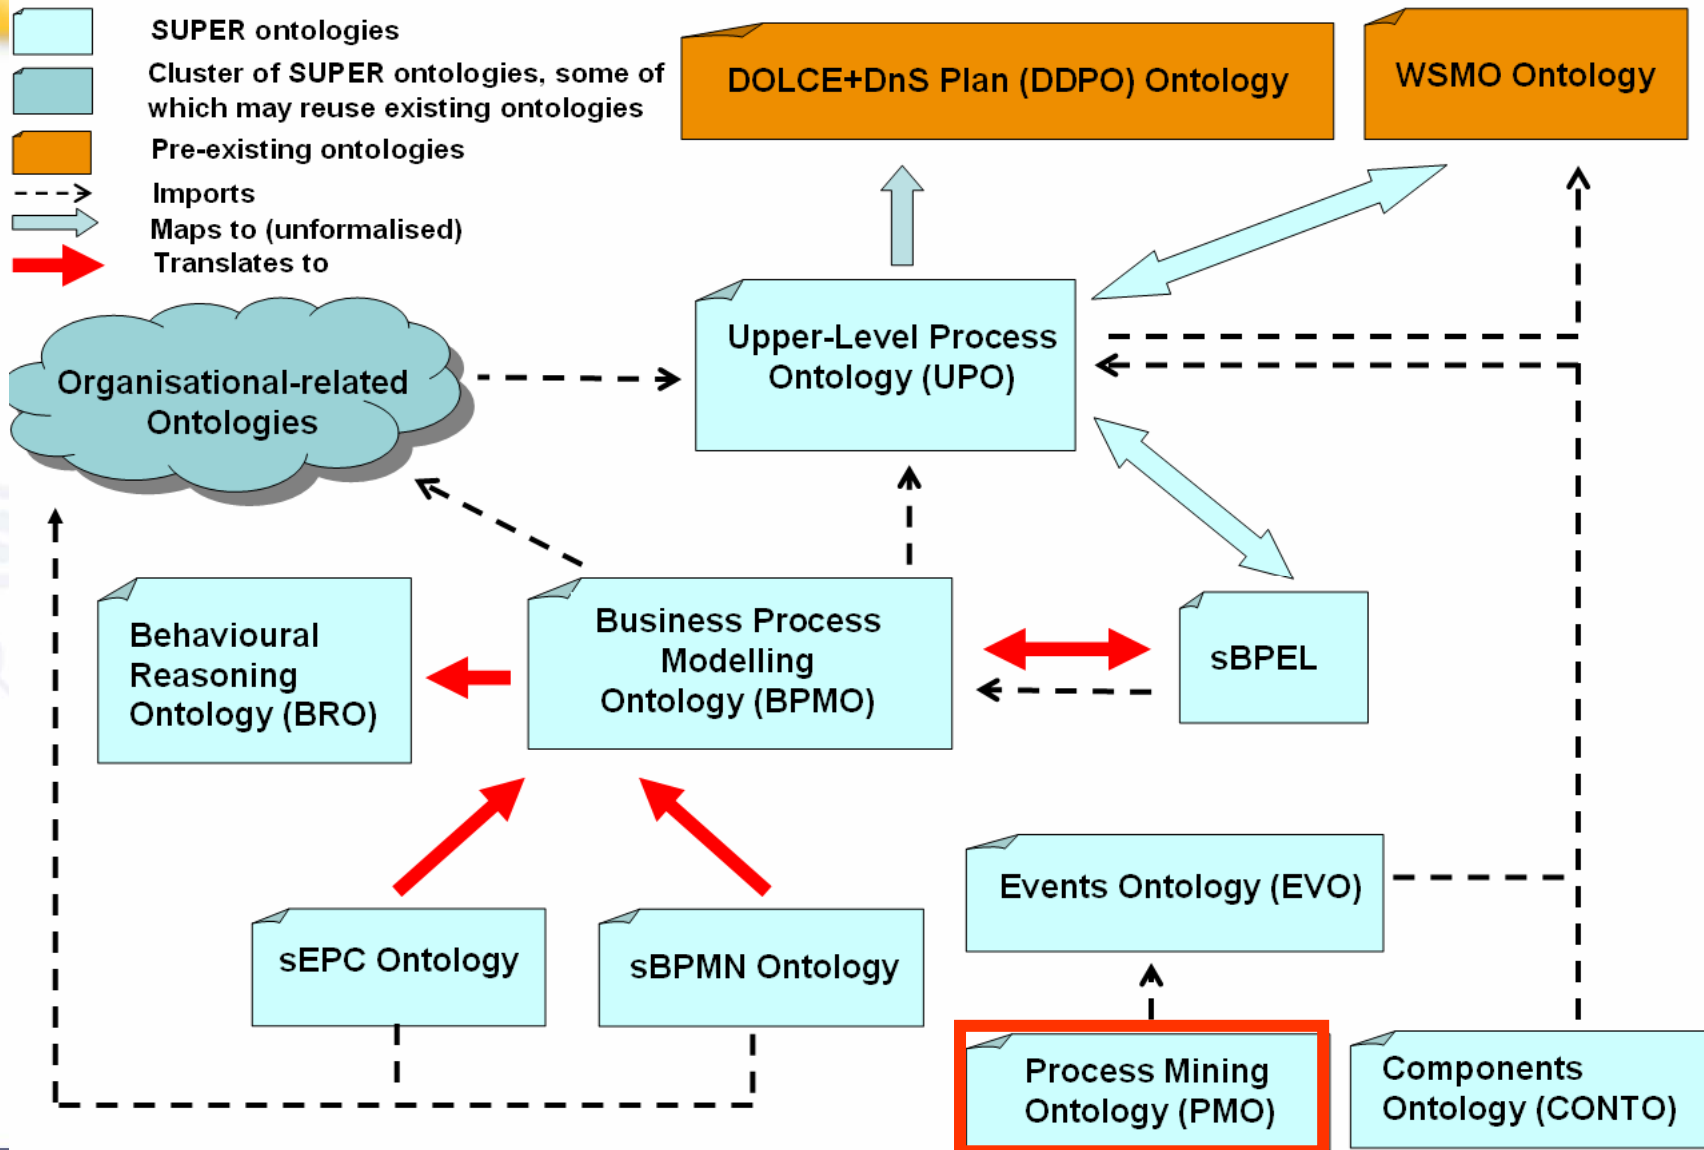 SUPER ontologies
Cluster of SUPER ontologies, some of
which may reuse existing ontologies
Pre-existing ontologies
Imports
Maps to (unformalised)
Translates to
DOLCE+DnS Plan (DDPO) Ontology
WSMO Ontology
Upper-Level Process
Ontology (UPO)
Organisational-related
Ontologies
Behavioural
Reasoning
Ontology (BRO)
Business Process
Modelling
Ontology (BPMO)
sBPEL
Events Ontology (EVO)
sEPC Ontology
sBPMN Ontology
Process Mining
Ontology (PMO)
Components
Ontology (CONTO)